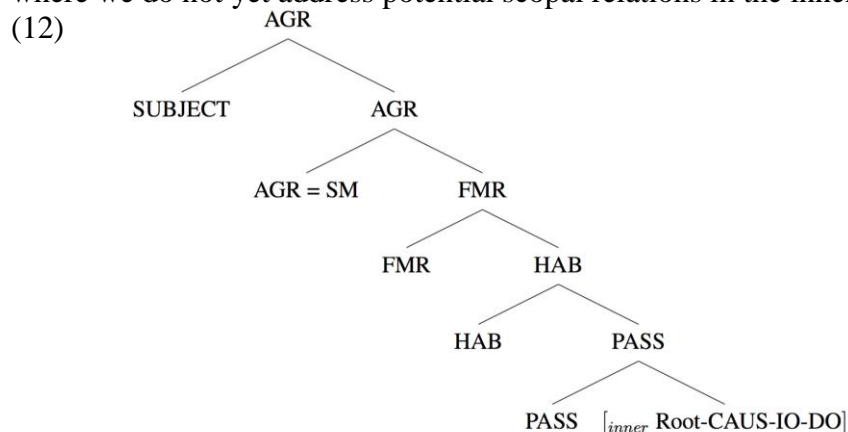 where we do not yet address potential scopal relations in the inner
(12)
AGR
SUBJECT AGR
AGR = SM FMR
FMR HAB
HAB PASS
PASS [inner Root-CAUS-IO-DO]